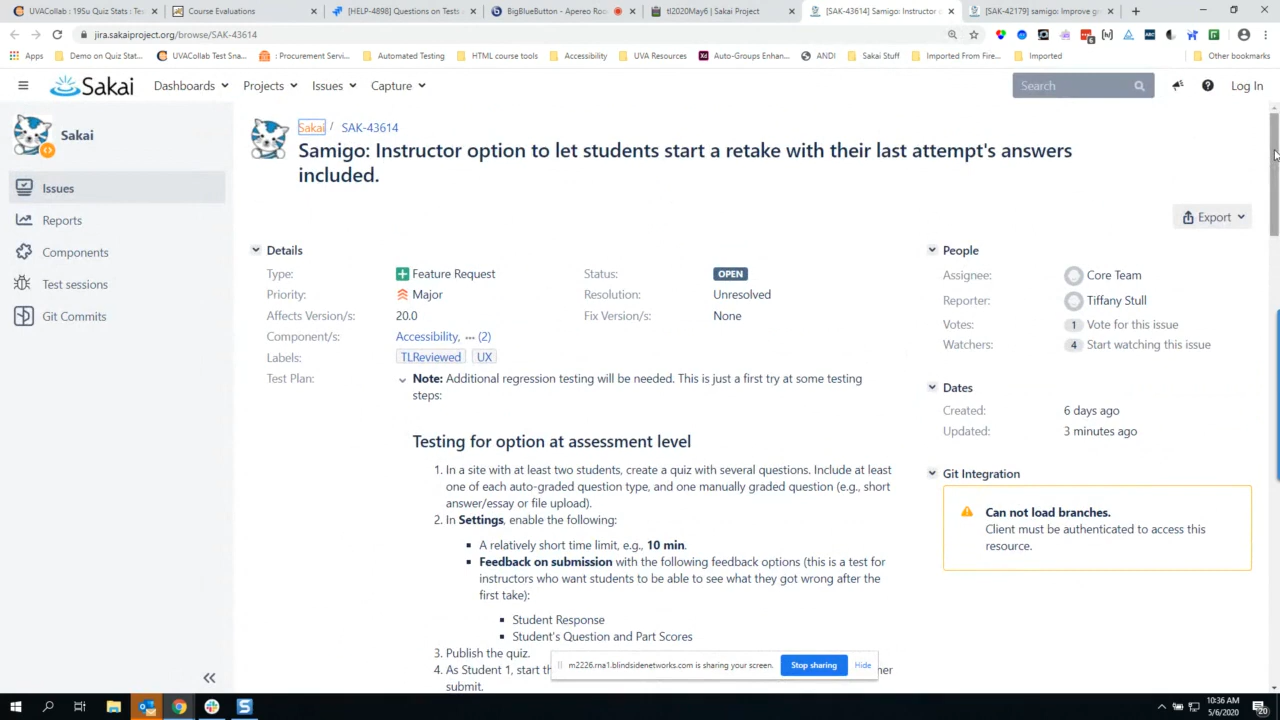 UVACollab : 195u Quiz Stats : T
Course Evaluations
[HELP-4898] Questions on Tests
BigBlueButton - Apereo Roo
tl2020May6 | Sakai Project
[SAK-43614] Samigo: Instructor
[SAK-42179] samigo: Improve g
jira.sakaiproject.org/browse/SAK-43614
Apps
Demo on Quiz Stat...
UVACollab Test Sna...
: Procurement Servi...
Automated Testing
HTML course tools
Accessibility
UVA Resources
Auto-Groups Enhan...
ANDI
Sakai Stuff
Imported From Fire...
Imported
Other bookmarks
Sakai
Dashboards
Projects
Issues
Capture
Search
Log In
Sakai
Issues
Reports
Components
Test sessions
Git Commits
Sakai / SAK-43614
Samigo: Instructor option to let students start a retake with their last attempt's answers
included.
Export
Details
Type: Feature Request
Status: OPEN
Priority: Major
Resolution: Unresolved
Affects Version/s: 20.0
Fix Version/s: None
Component/s: Accessibility, ... (2)
Labels: TLReviewed UX
Test Plan: Note: Additional regression testing will be needed. This is just a first try at some testing
steps:
Testing for option at assessment level
1. In a site with at least two students, create a quiz with several questions. Include at least
one of each auto-graded question type, and one manually graded question (e.g., short
answer/essay or file upload).
2. In Settings, enable the following:
A relatively short time limit, e.g., 10 min.
Feedback on submission with the following feedback options (this is a test for
instructors who want students to be able to see what they got wrong after the
first take):
Student Response
Student's Question and Part Scores
3. Publish the quiz.
4. As Student 1, start th
ner
submit.
People
Assignee: Core Team
Reporter: Tiffany Stull
Votes: 1 Vote for this issue
Watchers: 4 Start watching this issue
Dates
Created: 6 days ago
Updated: 3 minutes ago
Git Integration
Can not load branches.
Client must be authenticated to access this
resource.
m2226.rna1.blindsidenetworks.com is sharing your screen.
Stop sharing
Hide
10:36 AM
5/6/2020
20